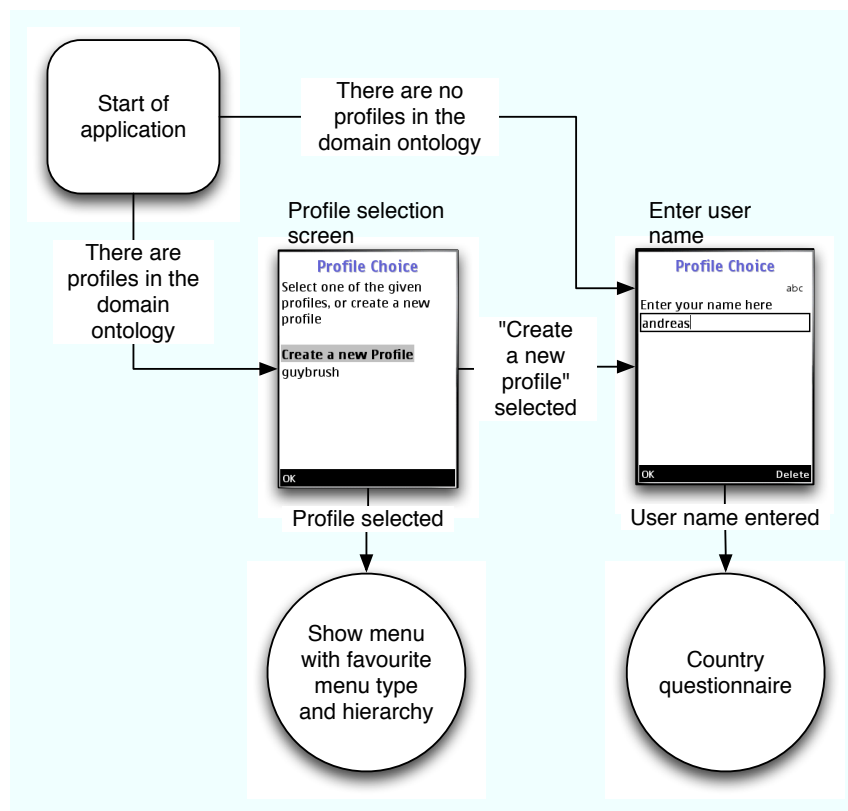 Start of
application
There are no
profiles in the
domain ontology
There are
profiles in the
domain
ontology
Profile selection
screen
Profile Choice
Select one of the given
profiles, or create a new
profile
Create a new Profile
guybrush
OK
"Create
a new
profile"
selected
Enter user
name
Profile Choice
abc
Enter your name here
andreas
OK Delete
Profile selected
User name entered
Show menu
with favourite
menu type
and hierarchy
Country
questionnaire